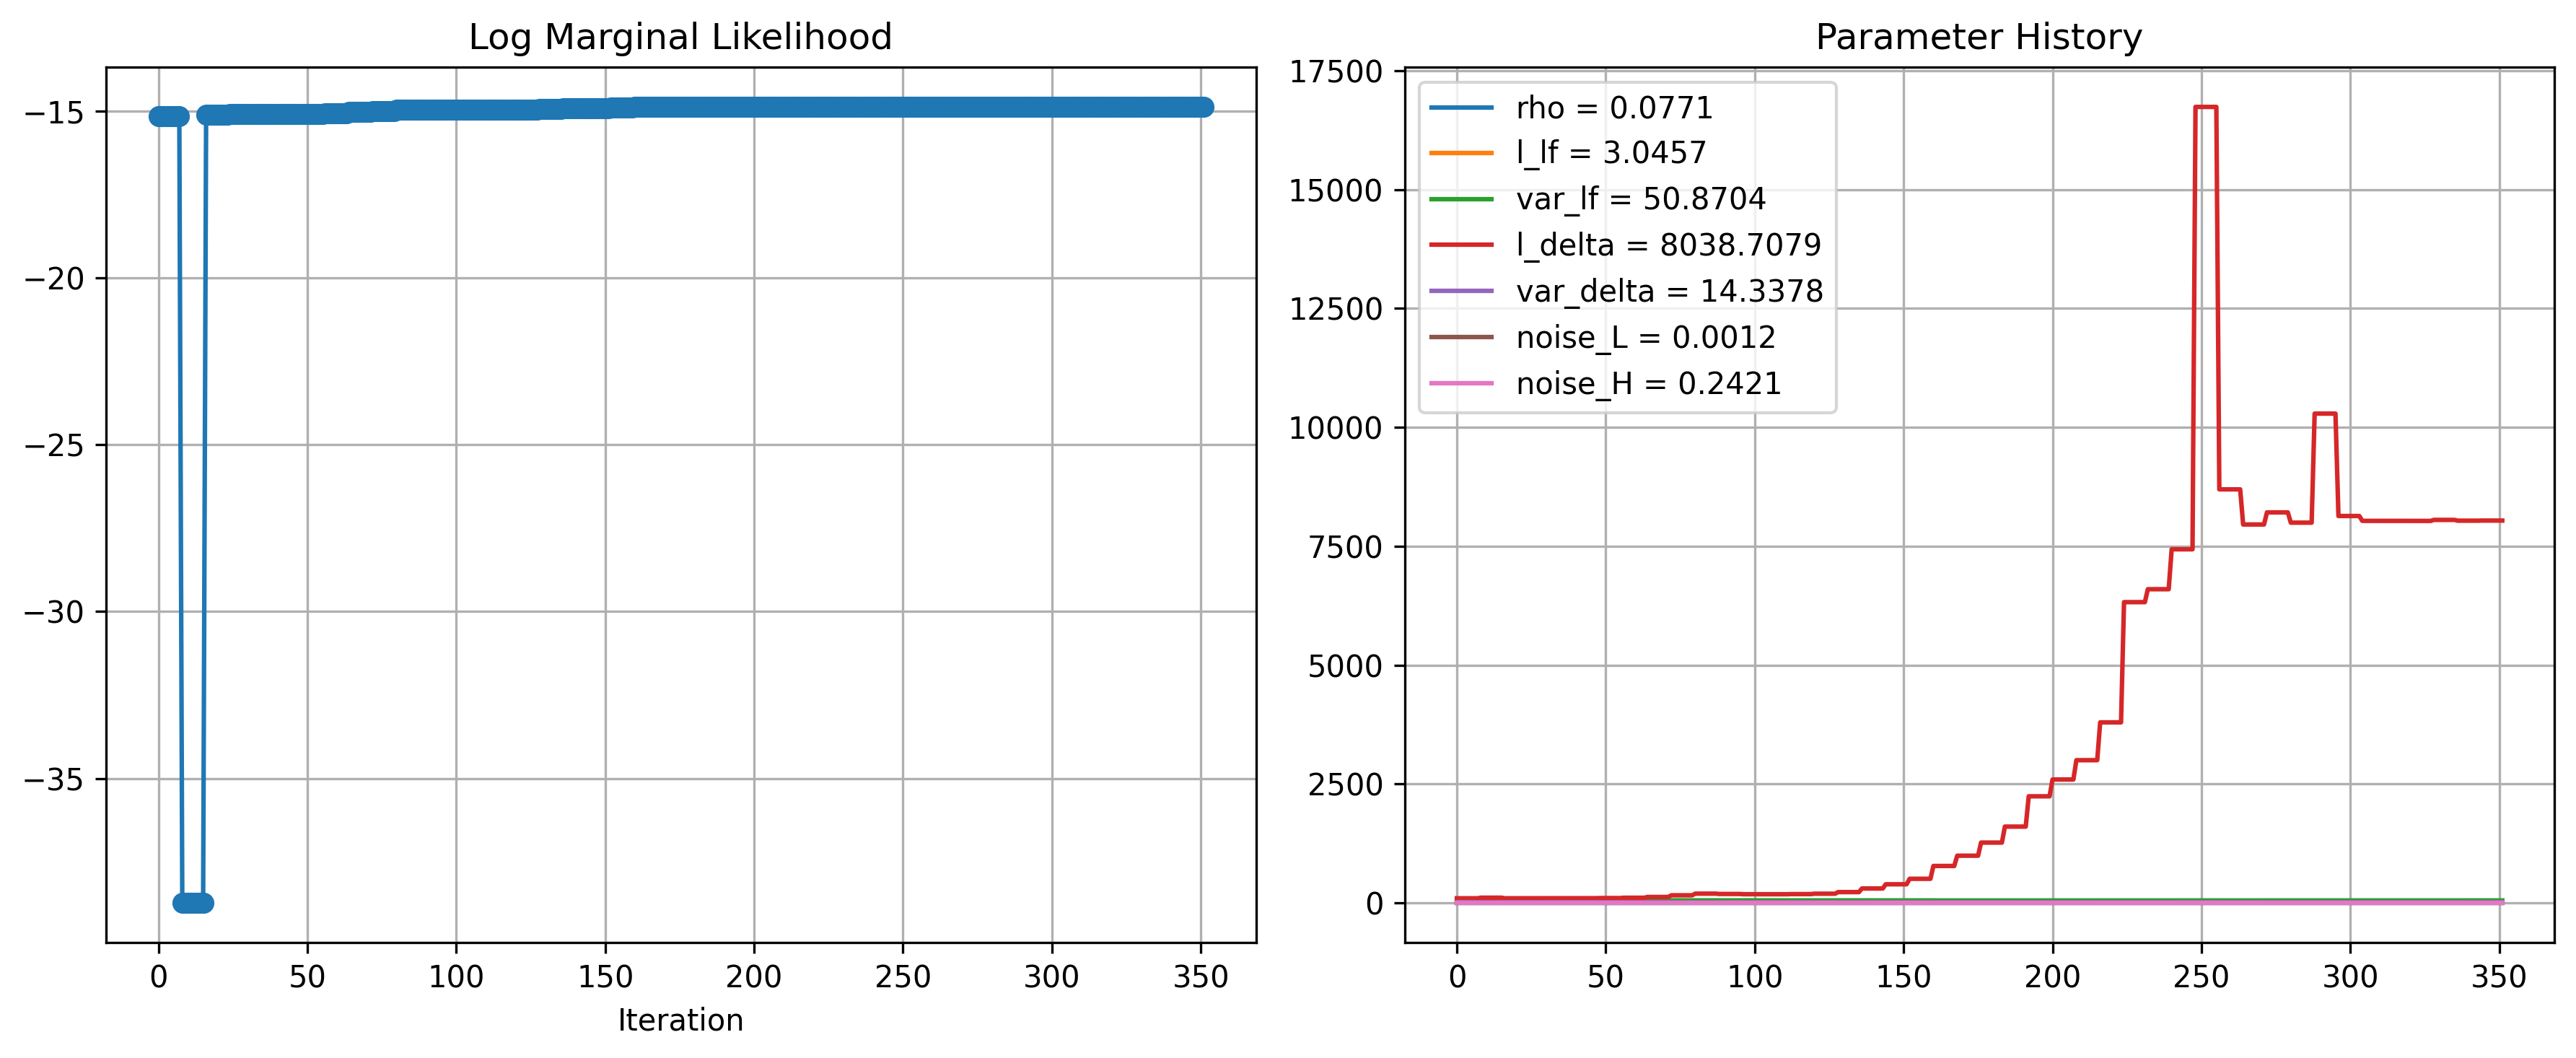 Log Marginal Likelihood
−15
−20
−25
−30
−35
0 50 100 150 200 250 300 350
Iteration
Parameter History
17500
15000
12500
10000
7500
5000
2500
0
rho = 0.0771
l_lf = 3.0457
var_lf = 50.8704
l_delta = 8038.7079
var_delta = 14.3378
noise_L = 0.0012
noise_H = 0.2421
0 50 100 150 200 250 300 350